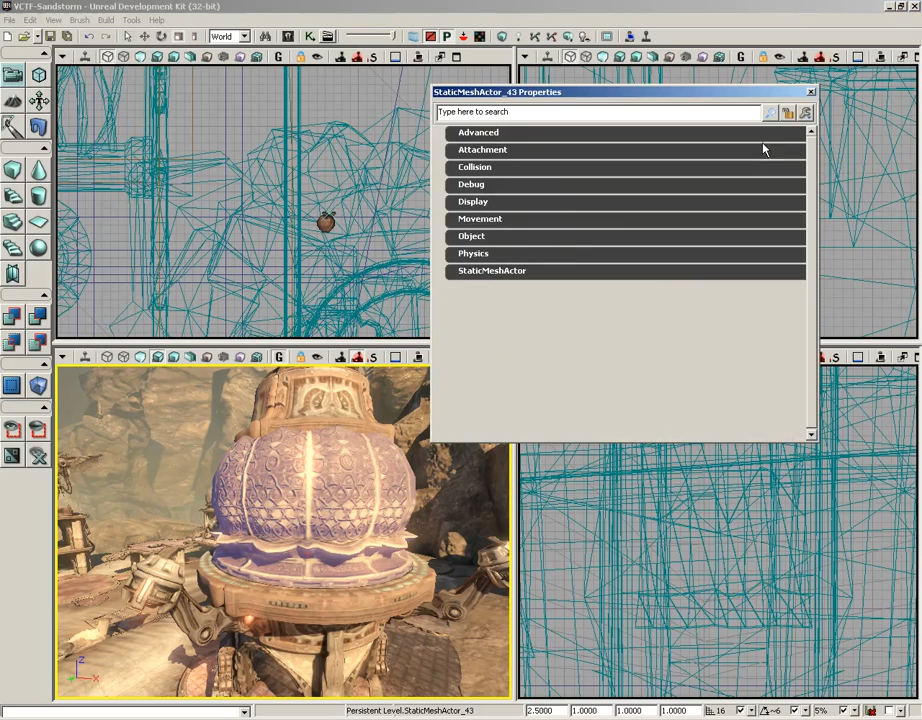 VCTF-Sandstorm - Unreal Development Kit (32-bit)
File Edit View Brush Build Tools Help
World
StaticMeshActor_43 Properties
Type here to search
Advanced
Attachment
Collision
Debug
Display
Movement
Object
Physics
StaticMeshActor
Persistent Level.StaticMeshActor_43
2.5000 1.0000 1.0000 1.0000 16 ~6 5%